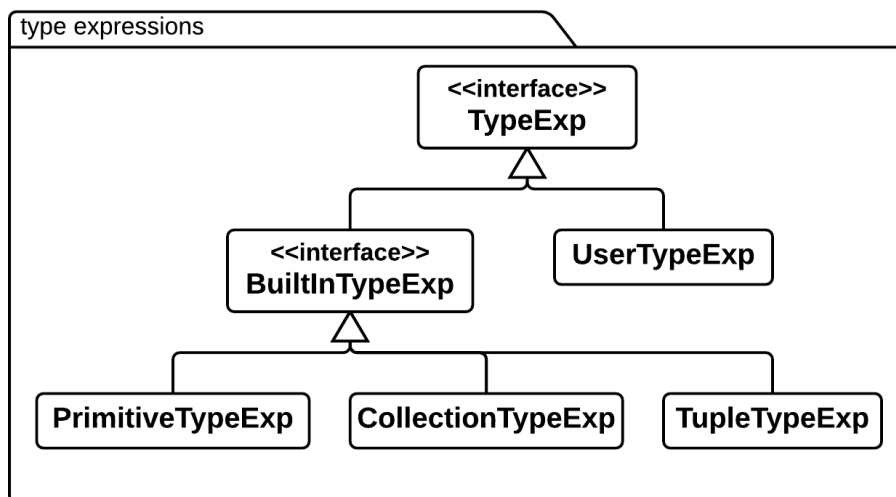 type expressions
<<interface>>
TypeExp
<<interface>>
BuiltInTypeExp
UserTypeExp
PrimitiveTypeExp
CollectionTypeExp
TupleTypeExp